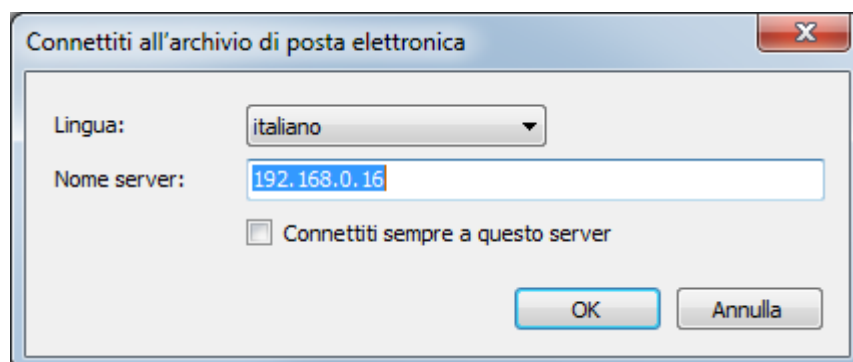 Connettiti all'archivio di posta elettronica
Lingua: italiano
Nome server: 192.168.0.16
Connettiti sempre a questo server
OK Annulla